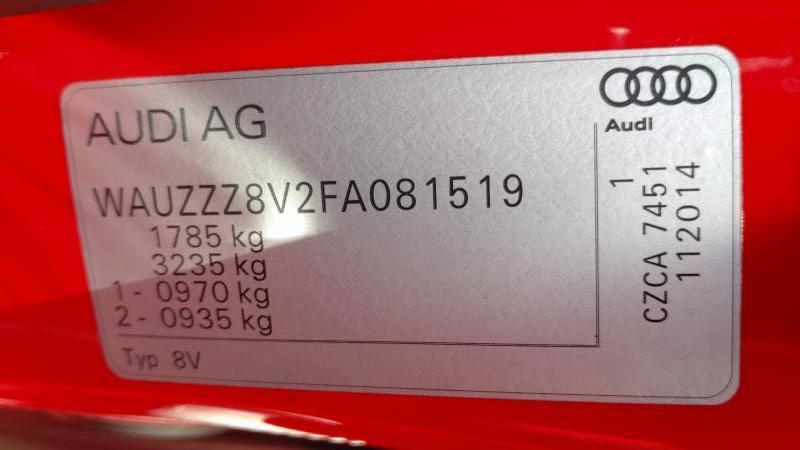 AUDI AG
WAUZZZ8V2FA081519
1785 kg
3235 kg
1 - 0970 kg
2 - 0935 kg
Typ 8V
Audi
1
CZCA 7451
112014